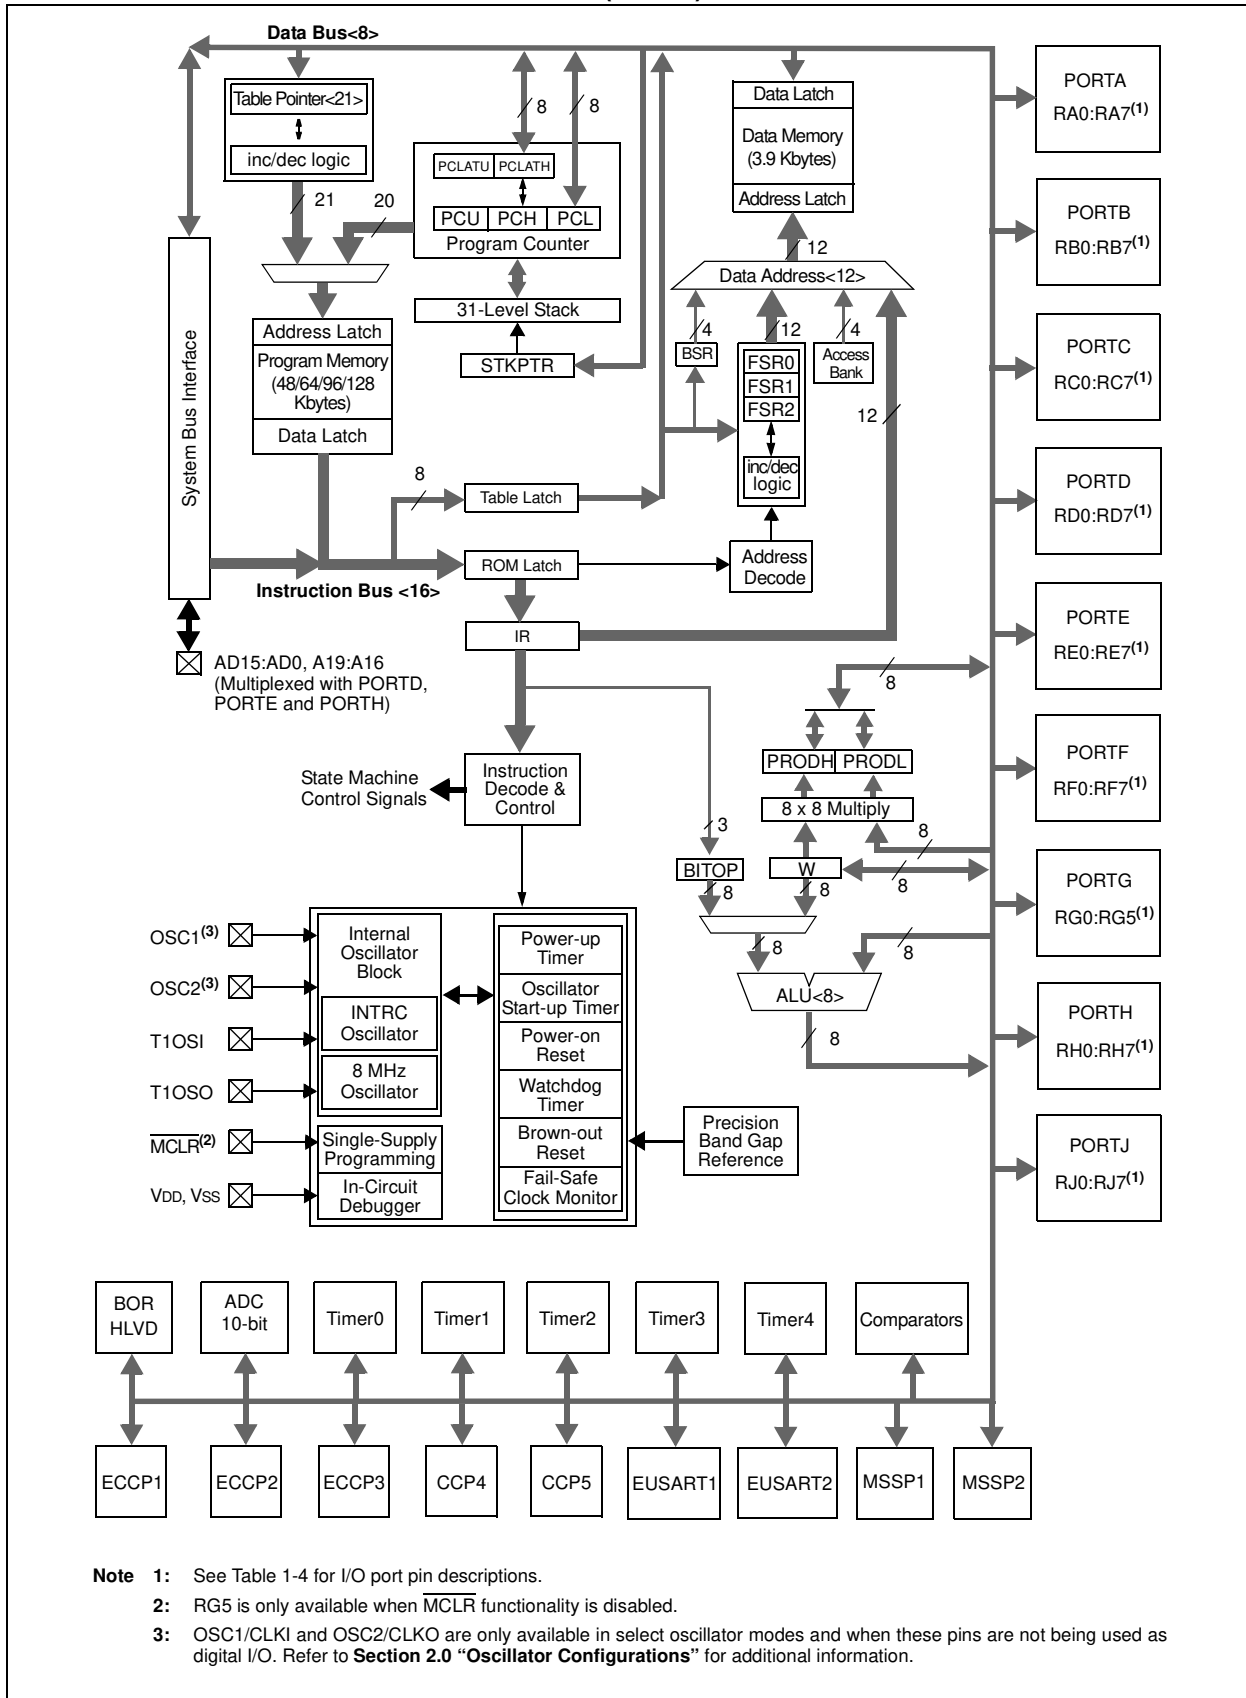 Data Bus<8>
Table Pointer<21>
inc/dec logic
21
20
8
8
PCLATU PCLATH
PCU PCH PCL
Program Counter
31-Level Stack
STKPTR
Data Latch
Data Memory
(3.9 Kbytes)
Address Latch
12
Data Address<12>
4
12
4
BSR
FSR0
FSR1
FSR2
inc/dec
logic
Access
Bank
12
Address
Decode
System Bus Interface
Address Latch
Program Memory
(48/64/96/128
Kbytes)
Data Latch
8
Table Latch
ROM Latch
Instruction Bus <16>
IR
AD15:AD0, A19:A16
(Multiplexed with PORTD,
PORTE and PORTH)
State Machine
Control Signals
Instruction
Decode &
Control
8
PRODH PRODL
8 x 8 Multiply
3
8
BITOP
W
8
8
8
8
8
ALU<8>
8
OSC1(3)
OSC2(3)
T1OSI
T1OSO
MCLR(2)
VDD, VSS
Internal
Oscillator
Block
INTRC
Oscillator
8 MHz
Oscillator
Single-Supply
Programming
In-Circuit
Debugger
Power-up
Timer
Oscillator
Start-up Timer
Power-on
Reset
Watchdog
Timer
Brown-out
Reset
Fail-Safe
Clock Monitor
Precision
Band Gap
Reference
PORTA
RA0:RA7(1)
PORTB
RB0:RB7(1)
PORTC
RC0:RC7(1)
PORTD
RD0:RD7(1)
PORTE
RE0:RE7(1)
PORTF
RF0:RF7(1)
PORTG
RG0:RG5(1)
PORTH
RH0:RH7(1)
PORTJ
RJ0:RJ7(1)
BOR
HLVD
ADC
10-bit
Timer0
Timer1
Timer2
Timer3
Timer4
Comparators
ECCP1
ECCP2
ECCP3
CCP4
CCP5
EUSART1
EUSART2
MSSP1
MSSP2
Note 1: See Table 1-4 for I/O port pin descriptions.
2: RG5 is only available when MCLR functionality is disabled.
3: OSC1/CLKI and OSC2/CLKO are only available in select oscillator modes and when these pins are not being used as
digital I/O. Refer to Section 2.0 “Oscillator Configurations” for additional information.